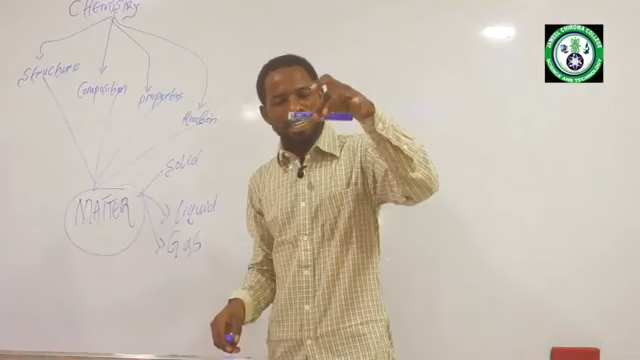 CHEMISTRY
Structure
Composition
properties
Reaction
Solid
MATTER
Liquid
Gas